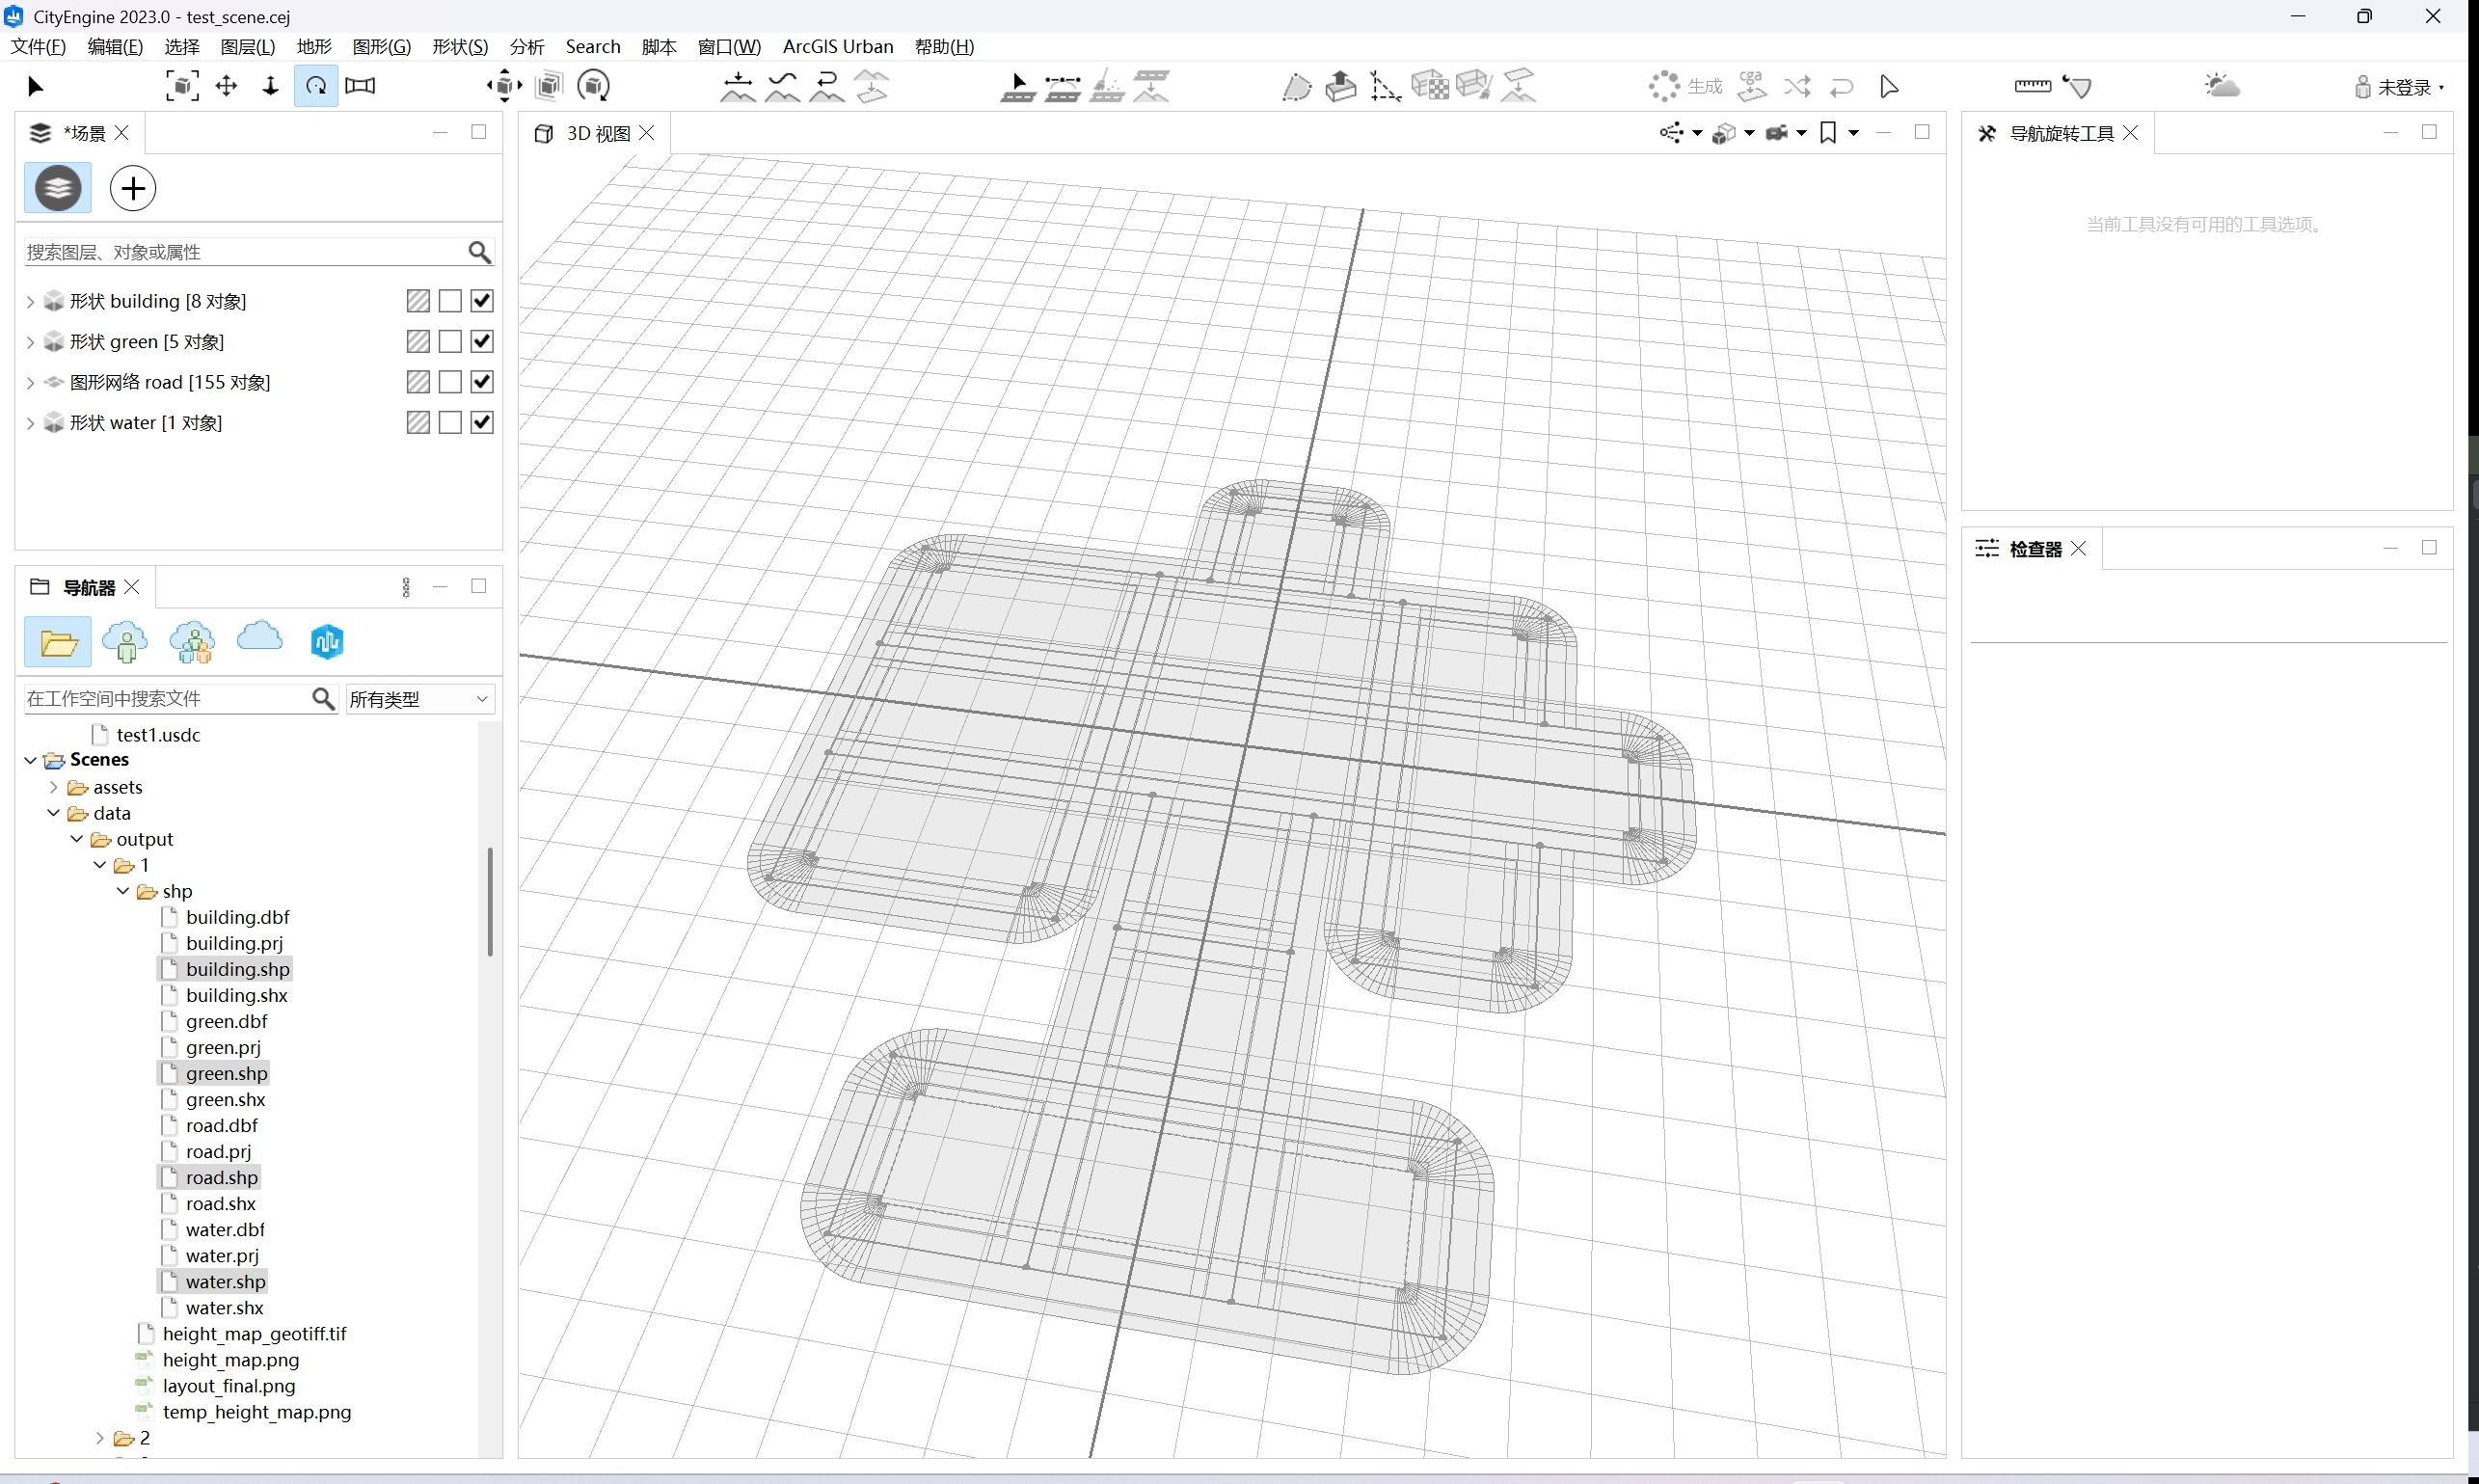 CityEngine 2023.0 - test_scene.cej
文件(F) 编辑(E) 选择 图层(L) 地形 图形(G) 形状(S) 分析 Search 脚本 窗口(W) ArcGIS Urban 帮助(H)
生成 cga 未登录
*场景
搜索图层、对象或属性
形状 building [8 对象]
形状 green [5 对象]
图形网络 road [155 对象]
形状 water [1 对象]
导航器
在工作空间中搜索文件 所有类型
test1.usdc
Scenes
assets
data
output
1
shp
building.dbf
building.prj
building.shp
building.shx
green.dbf
green.prj
green.shp
green.shx
road.dbf
road.prj
road.shp
road.shx
water.dbf
water.prj
water.shp
water.shx
height_map_geotiff.tif
height_map.png
layout_final.png
temp_height_map.png
2
3D 视图
导航旋转工具
当前工具没有可用的工具选项。
检查器